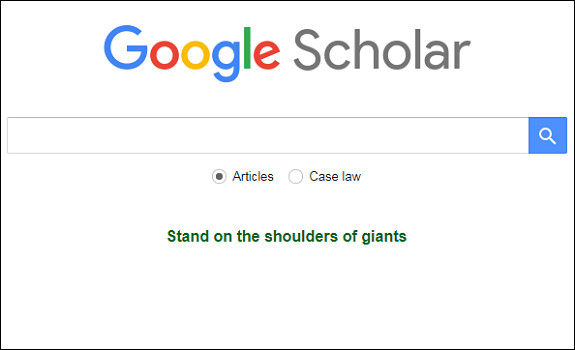 Google Scholar
Articles Case law
Stand on the shoulders of giants